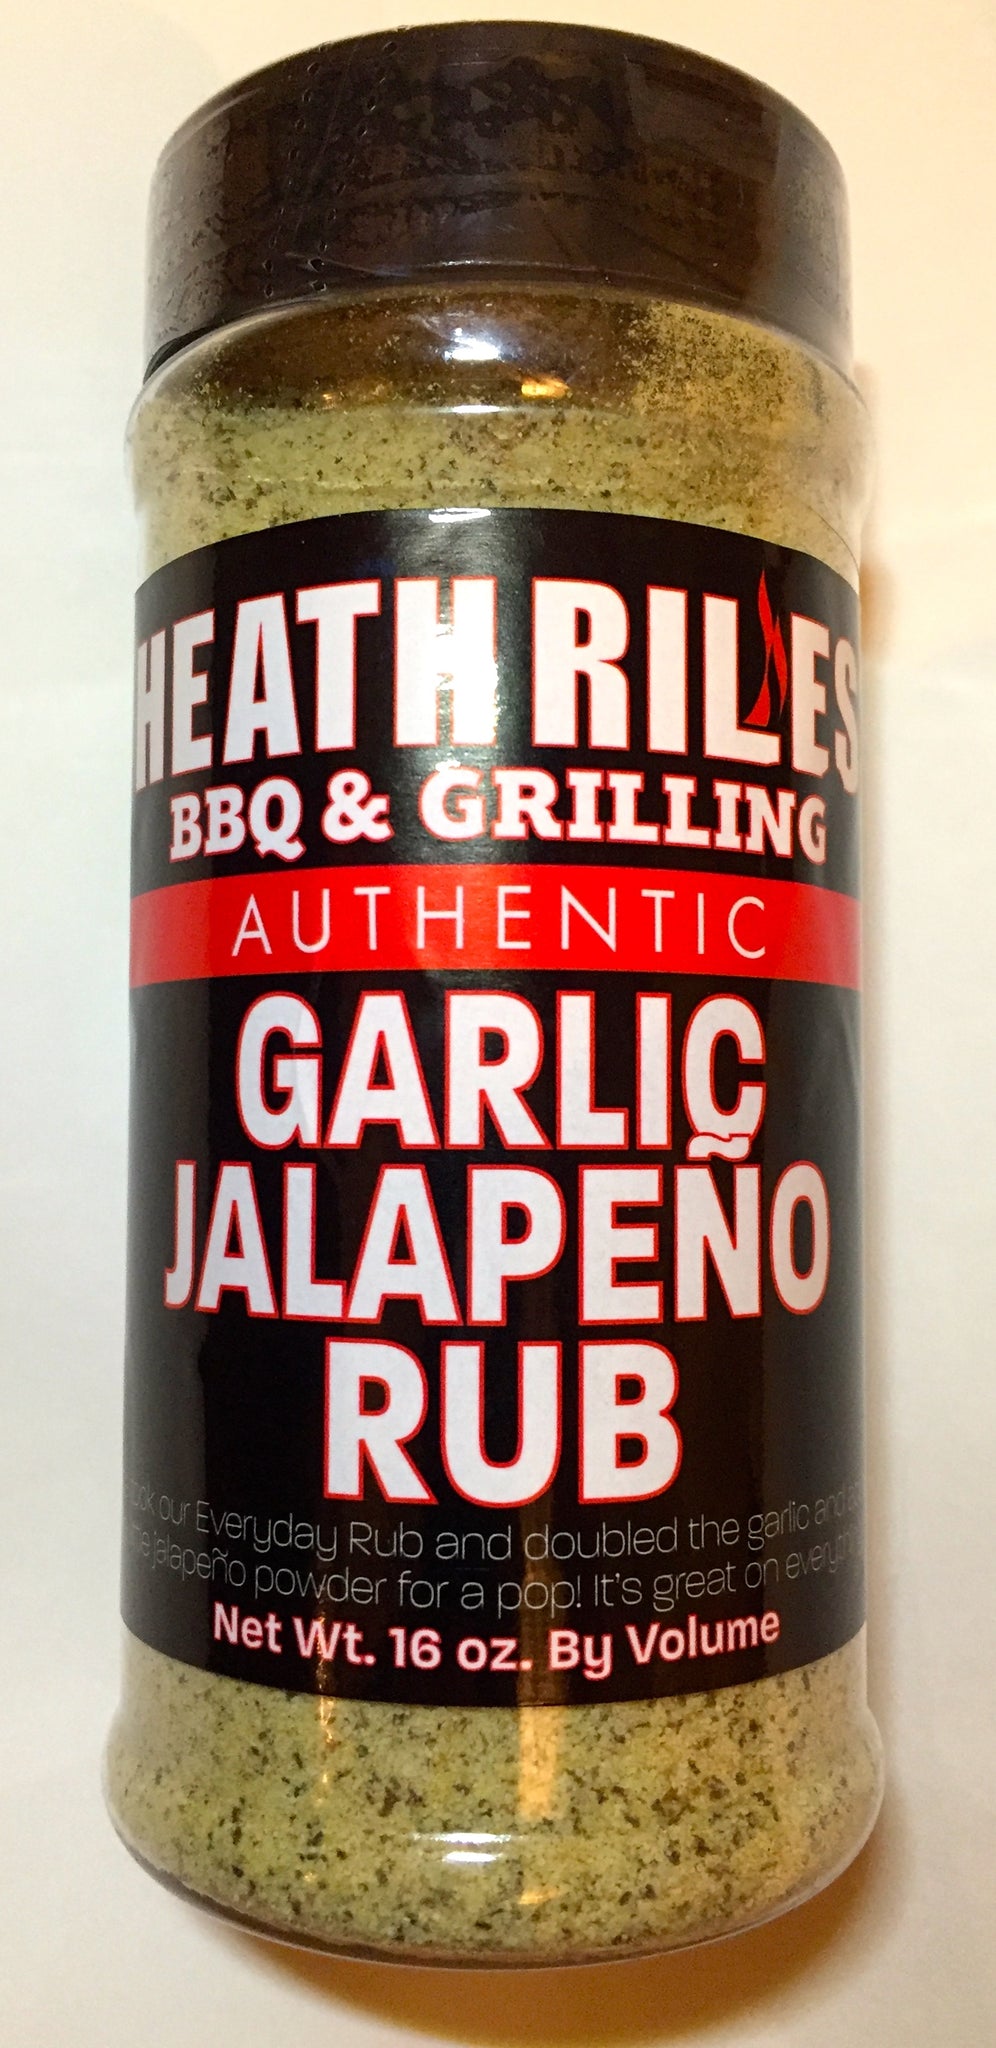 HEATH RILES
BBQ & GRILLING
AUTHENTIC
GARLIC
JALAPEÑO
RUB
our Everyday Rub and doubled the garlic and
jalapeño powder for a pop! It's great on
Net Wt. 16 oz. By Volume